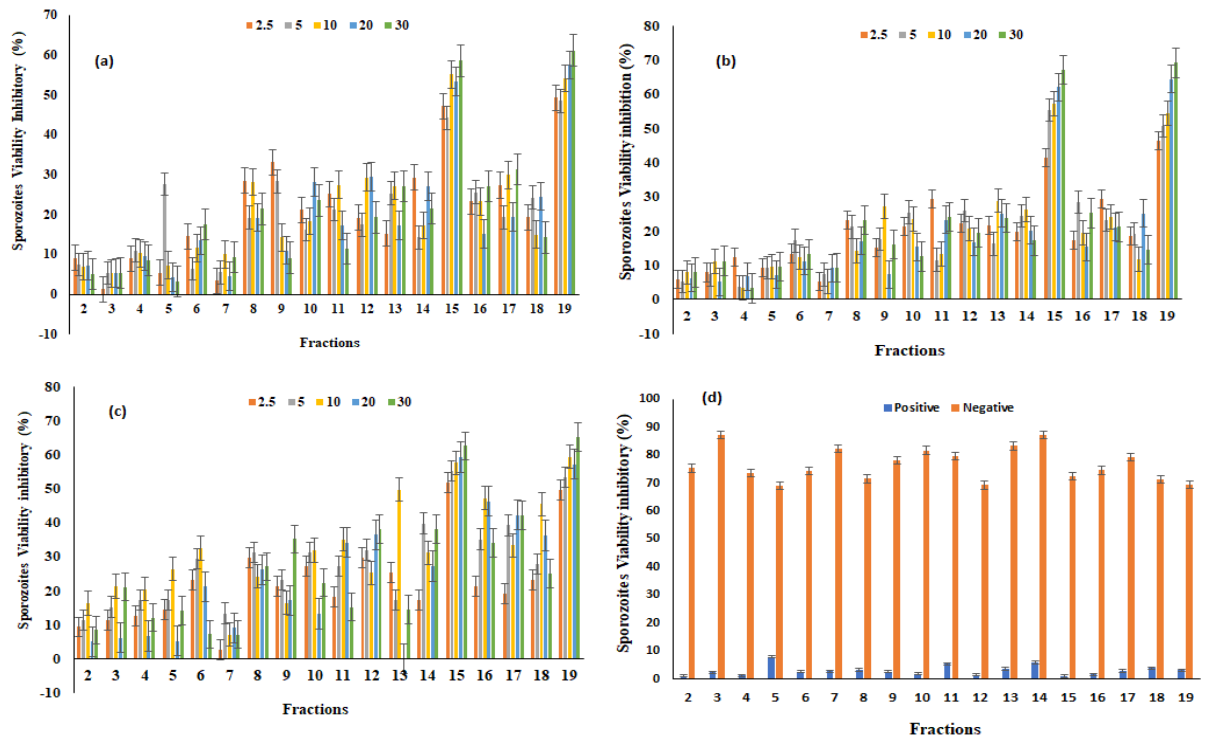 70
60
50
40
30
20
10
0
-10
Sporozoites Viability Inhibitory (%)
(a)
2.5 5 10 20 30
2 3 4 5 6 7 8 9 10 11 12 13 14 15 16 17 18 19
Fractions
80
70
60
50
40
30
20
10
0
-10
Sporozoites Viability inhibition (%)
(b)
2.5 5 10 20 30
2 3 4 5 6 7 8 9 10 11 12 13 14 15 16 17 18 19
Fractions
80
70
60
50
40
30
20
10
0
-10
Sporozoites Viability inhibitory (%)
(c)
2.5 5 10 20 30
2 3 4 5 6 7 8 9 10 11 12 13 14 15 16 17 18 19
Fractions
100
90
80
70
60
50
40
30
20
10
0
Sporozoites Viability inhibitory (%)
(d)
Positive Negative
2 3 4 5 6 7 8 9 10 11 12 13 14 15 16 17 18 19
Fractions